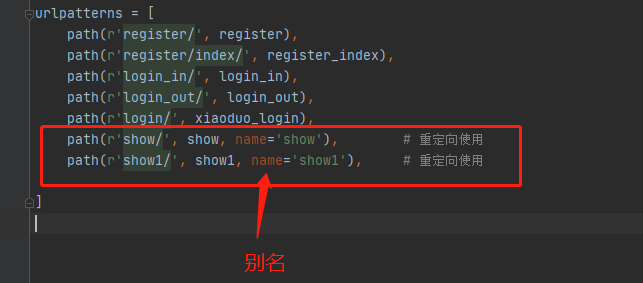 urlpatterns = [
    path(r'register/', register),
    path(r'register/index/', register_index),
    path(r'login_in/', login_in),
    path(r'login_out/', login_out),
    path(r'login/', xiaoduo_login),
    path(r'show/', show, name='show'),        # 重定向使用
    path(r'show1/', show1, name='show1'),     # 重定向使用
]
别名